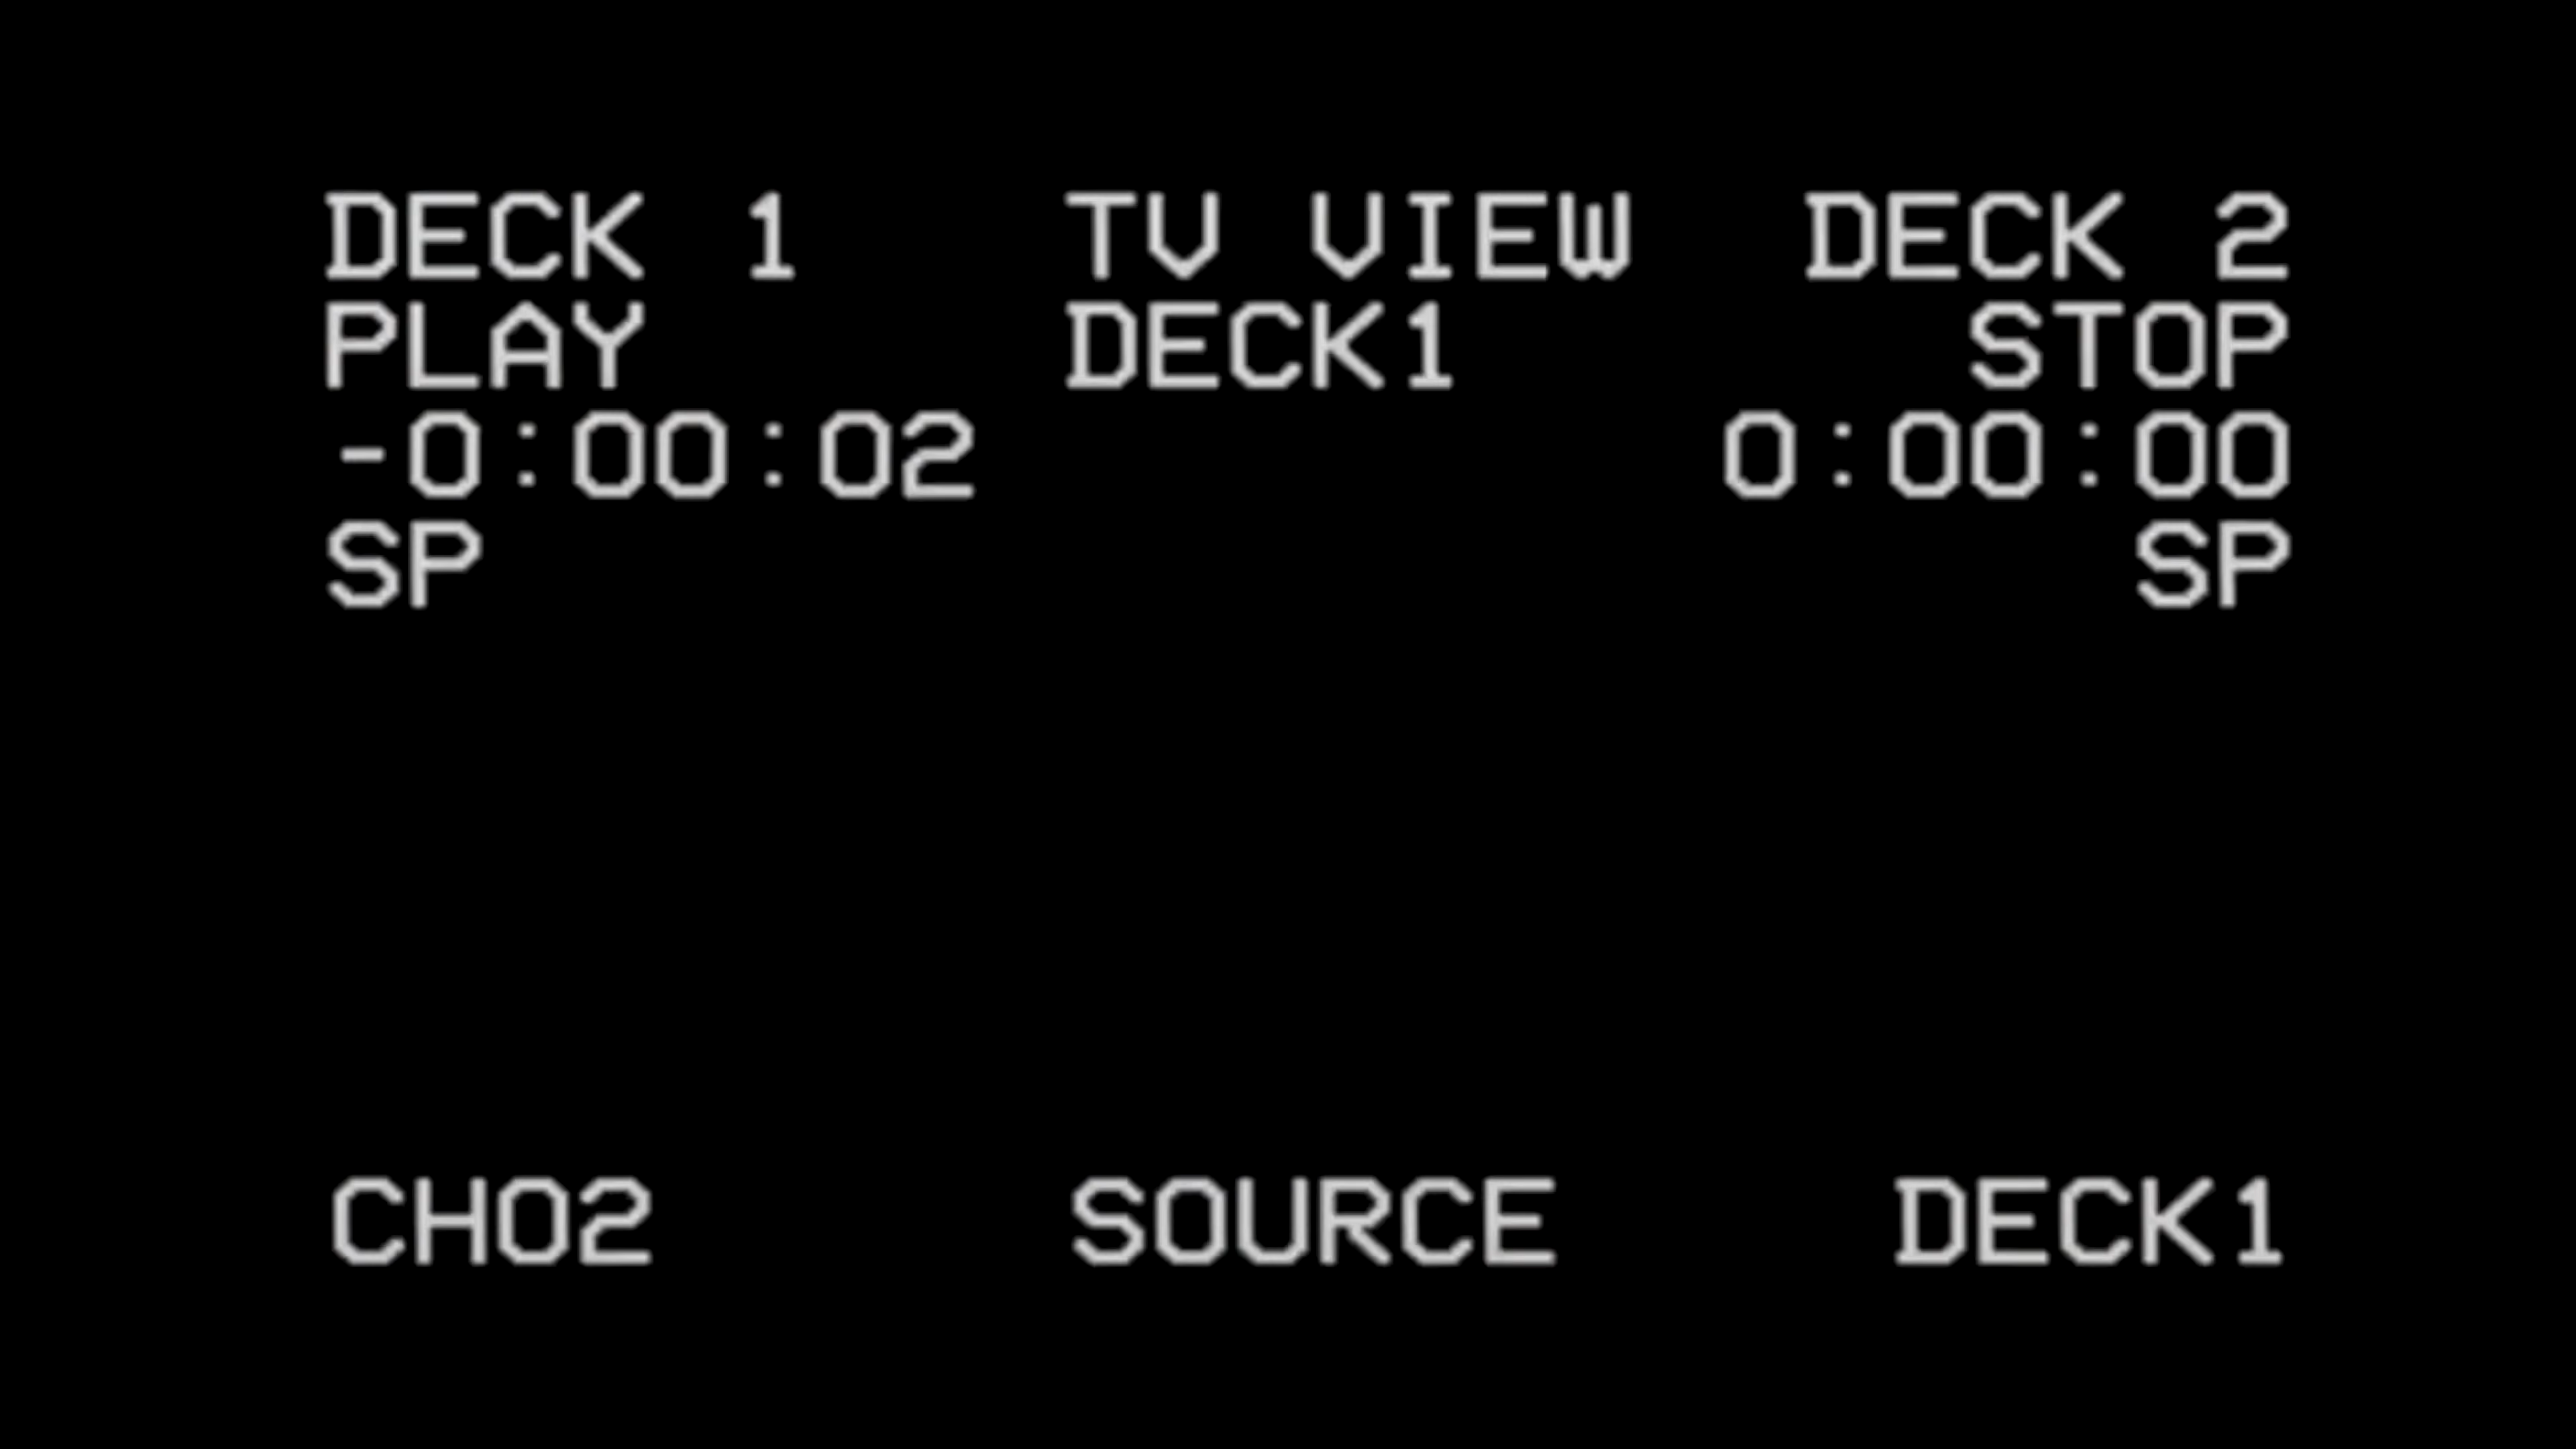 DECK 1 TV VIEW DECK 2
PLAY DECK1 STOP
-0:00:02 0:00:00
SP SP
CH02 SOURCE DECK1